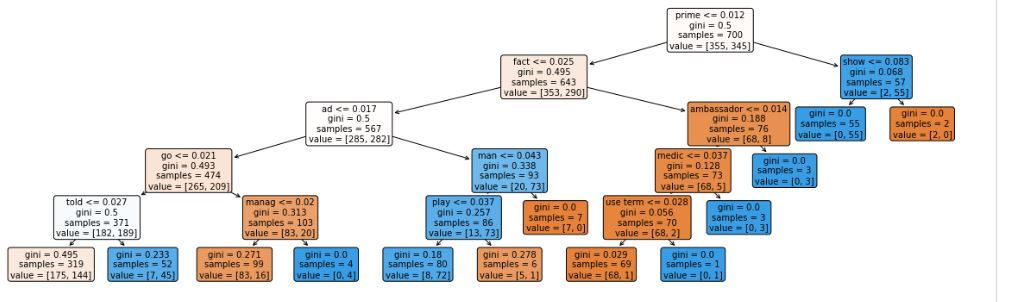 prime <= 0.012
gini = 0.5
samples = 700
value = [355, 345]
fact <= 0.025
gini = 0.495
samples = 643
value = [353, 290]
show <= 0.083
gini = 0.068
samples = 57
value = [2, 55]
ad <= 0.017
gini = 0.5
samples = 567
value = [285, 282]
ambassador <= 0.014
gini = 0.188
samples = 76
value = [68, 8]
gini = 0.0
samples = 55
value = [0, 55]
gini = 0.0
samples = 2
value = [2, 0]
go <= 0.021
gini = 0.493
samples = 474
value = [265, 209]
man <= 0.043
gini = 0.338
samples = 93
value = [20, 73]
medic <= 0.037
gini = 0.128
samples = 73
value = [68, 5]
gini = 0.0
samples = 3
value = [0, 3]
told <= 0.027
gini = 0.5
samples = 371
value = [182, 189]
manag <= 0.02
gini = 0.313
samples = 103
value = [83, 20]
play <= 0.037
gini = 0.257
samples = 86
value = [13, 73]
gini = 0.0
samples = 7
value = [7, 0]
use term <= 0.028
gini = 0.056
samples = 70
value = [68, 2]
gini = 0.0
samples = 3
value = [0, 3]
gini = 0.495
samples = 319
value = [175, 144]
gini = 0.233
samples = 52
value = [7, 45]
gini = 0.271
samples = 99
value = [83, 16]
gini = 0.0
samples = 4
value = [0, 4]
gini = 0.18
samples = 80
value = [8, 72]
gini = 0.278
samples = 6
value = [5, 1]
gini = 0.029
samples = 69
value = [68, 1]
gini = 0.0
samples = 1
value = [0, 1]